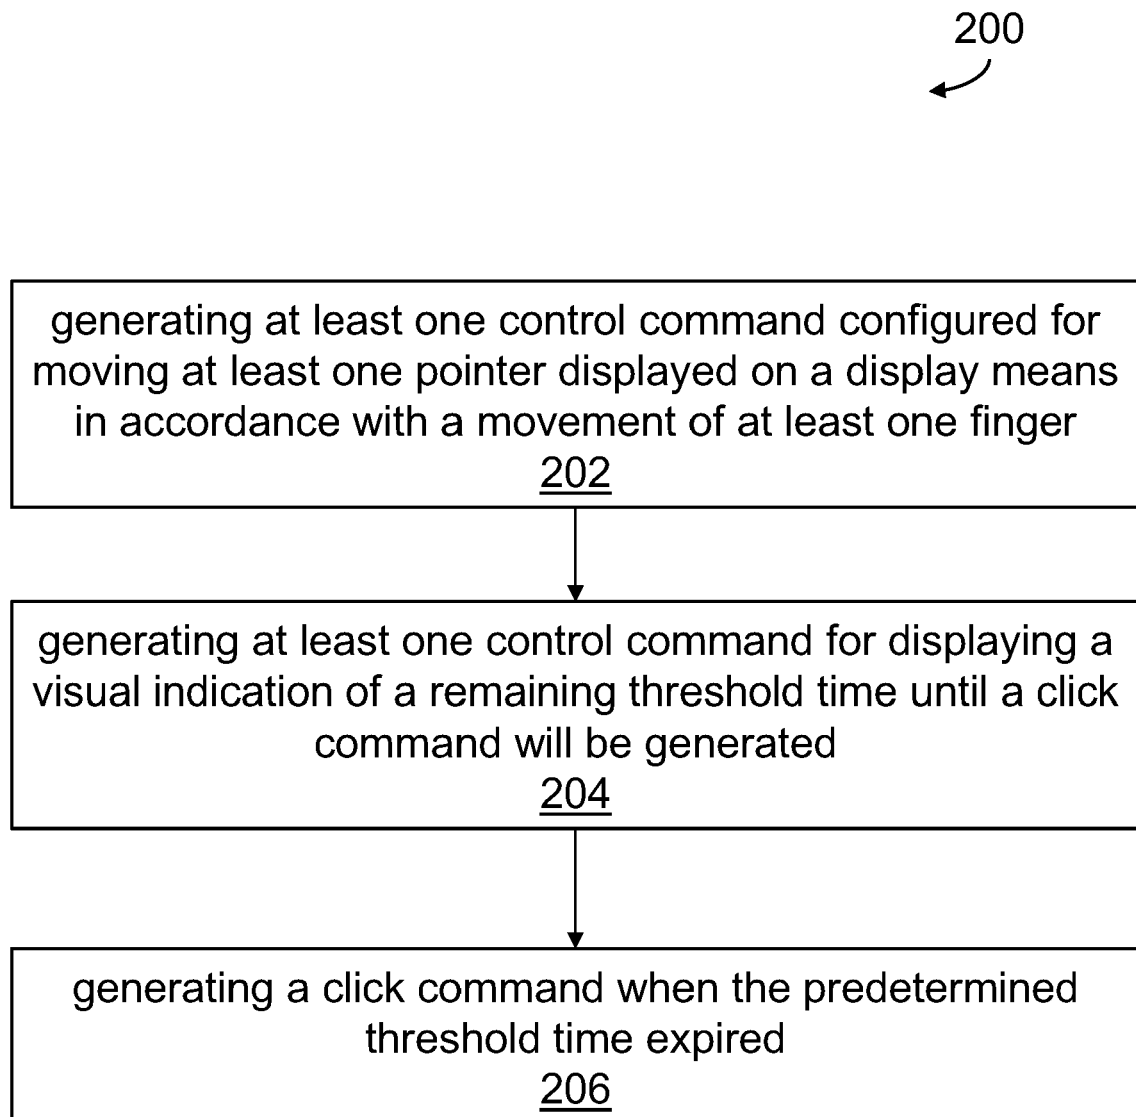 200
generating at least one control command configured for
moving at least one pointer displayed on a display means
in accordance with a movement of at least one finger
202
generating at least one control command for displaying a
visual indication of a remaining threshold time until a click
command will be generated
204
generating a click command when the predetermined
threshold time expired
206